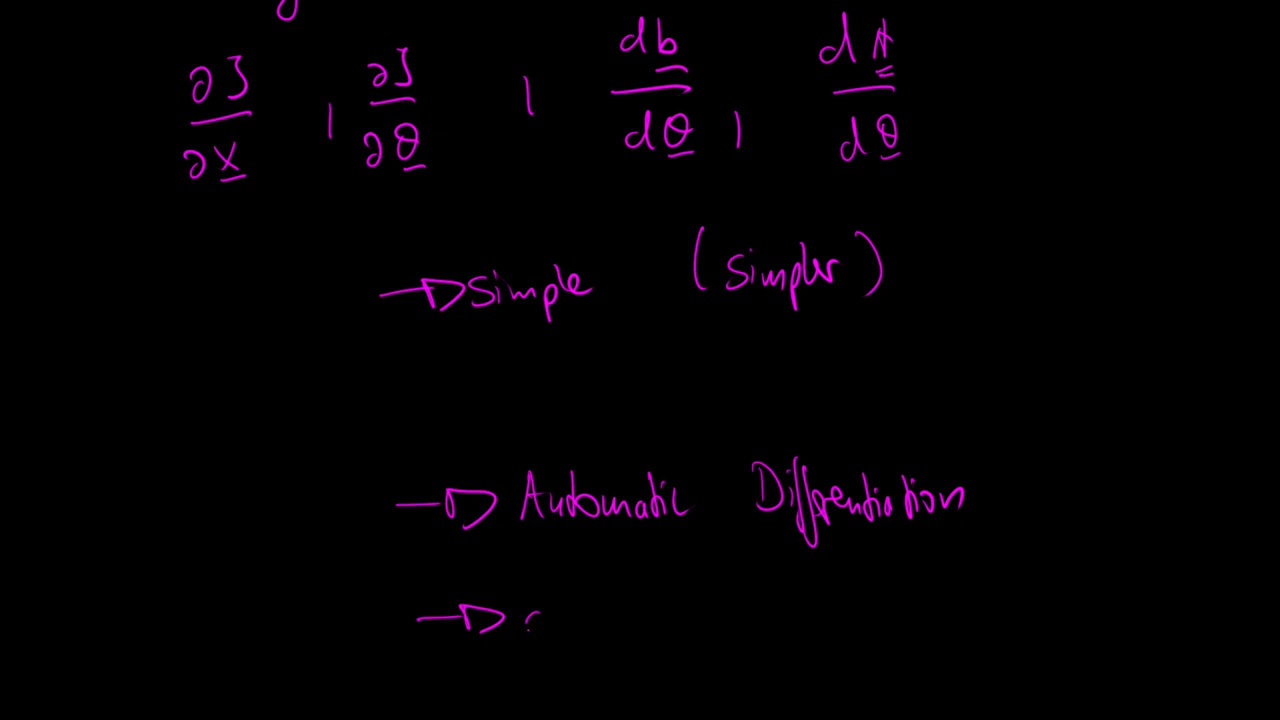 ∂J/∂x , ∂J/∂θ , db/dθ , dA/dθ
→ Simple (simpler)
→ Automatic Differentiation
→